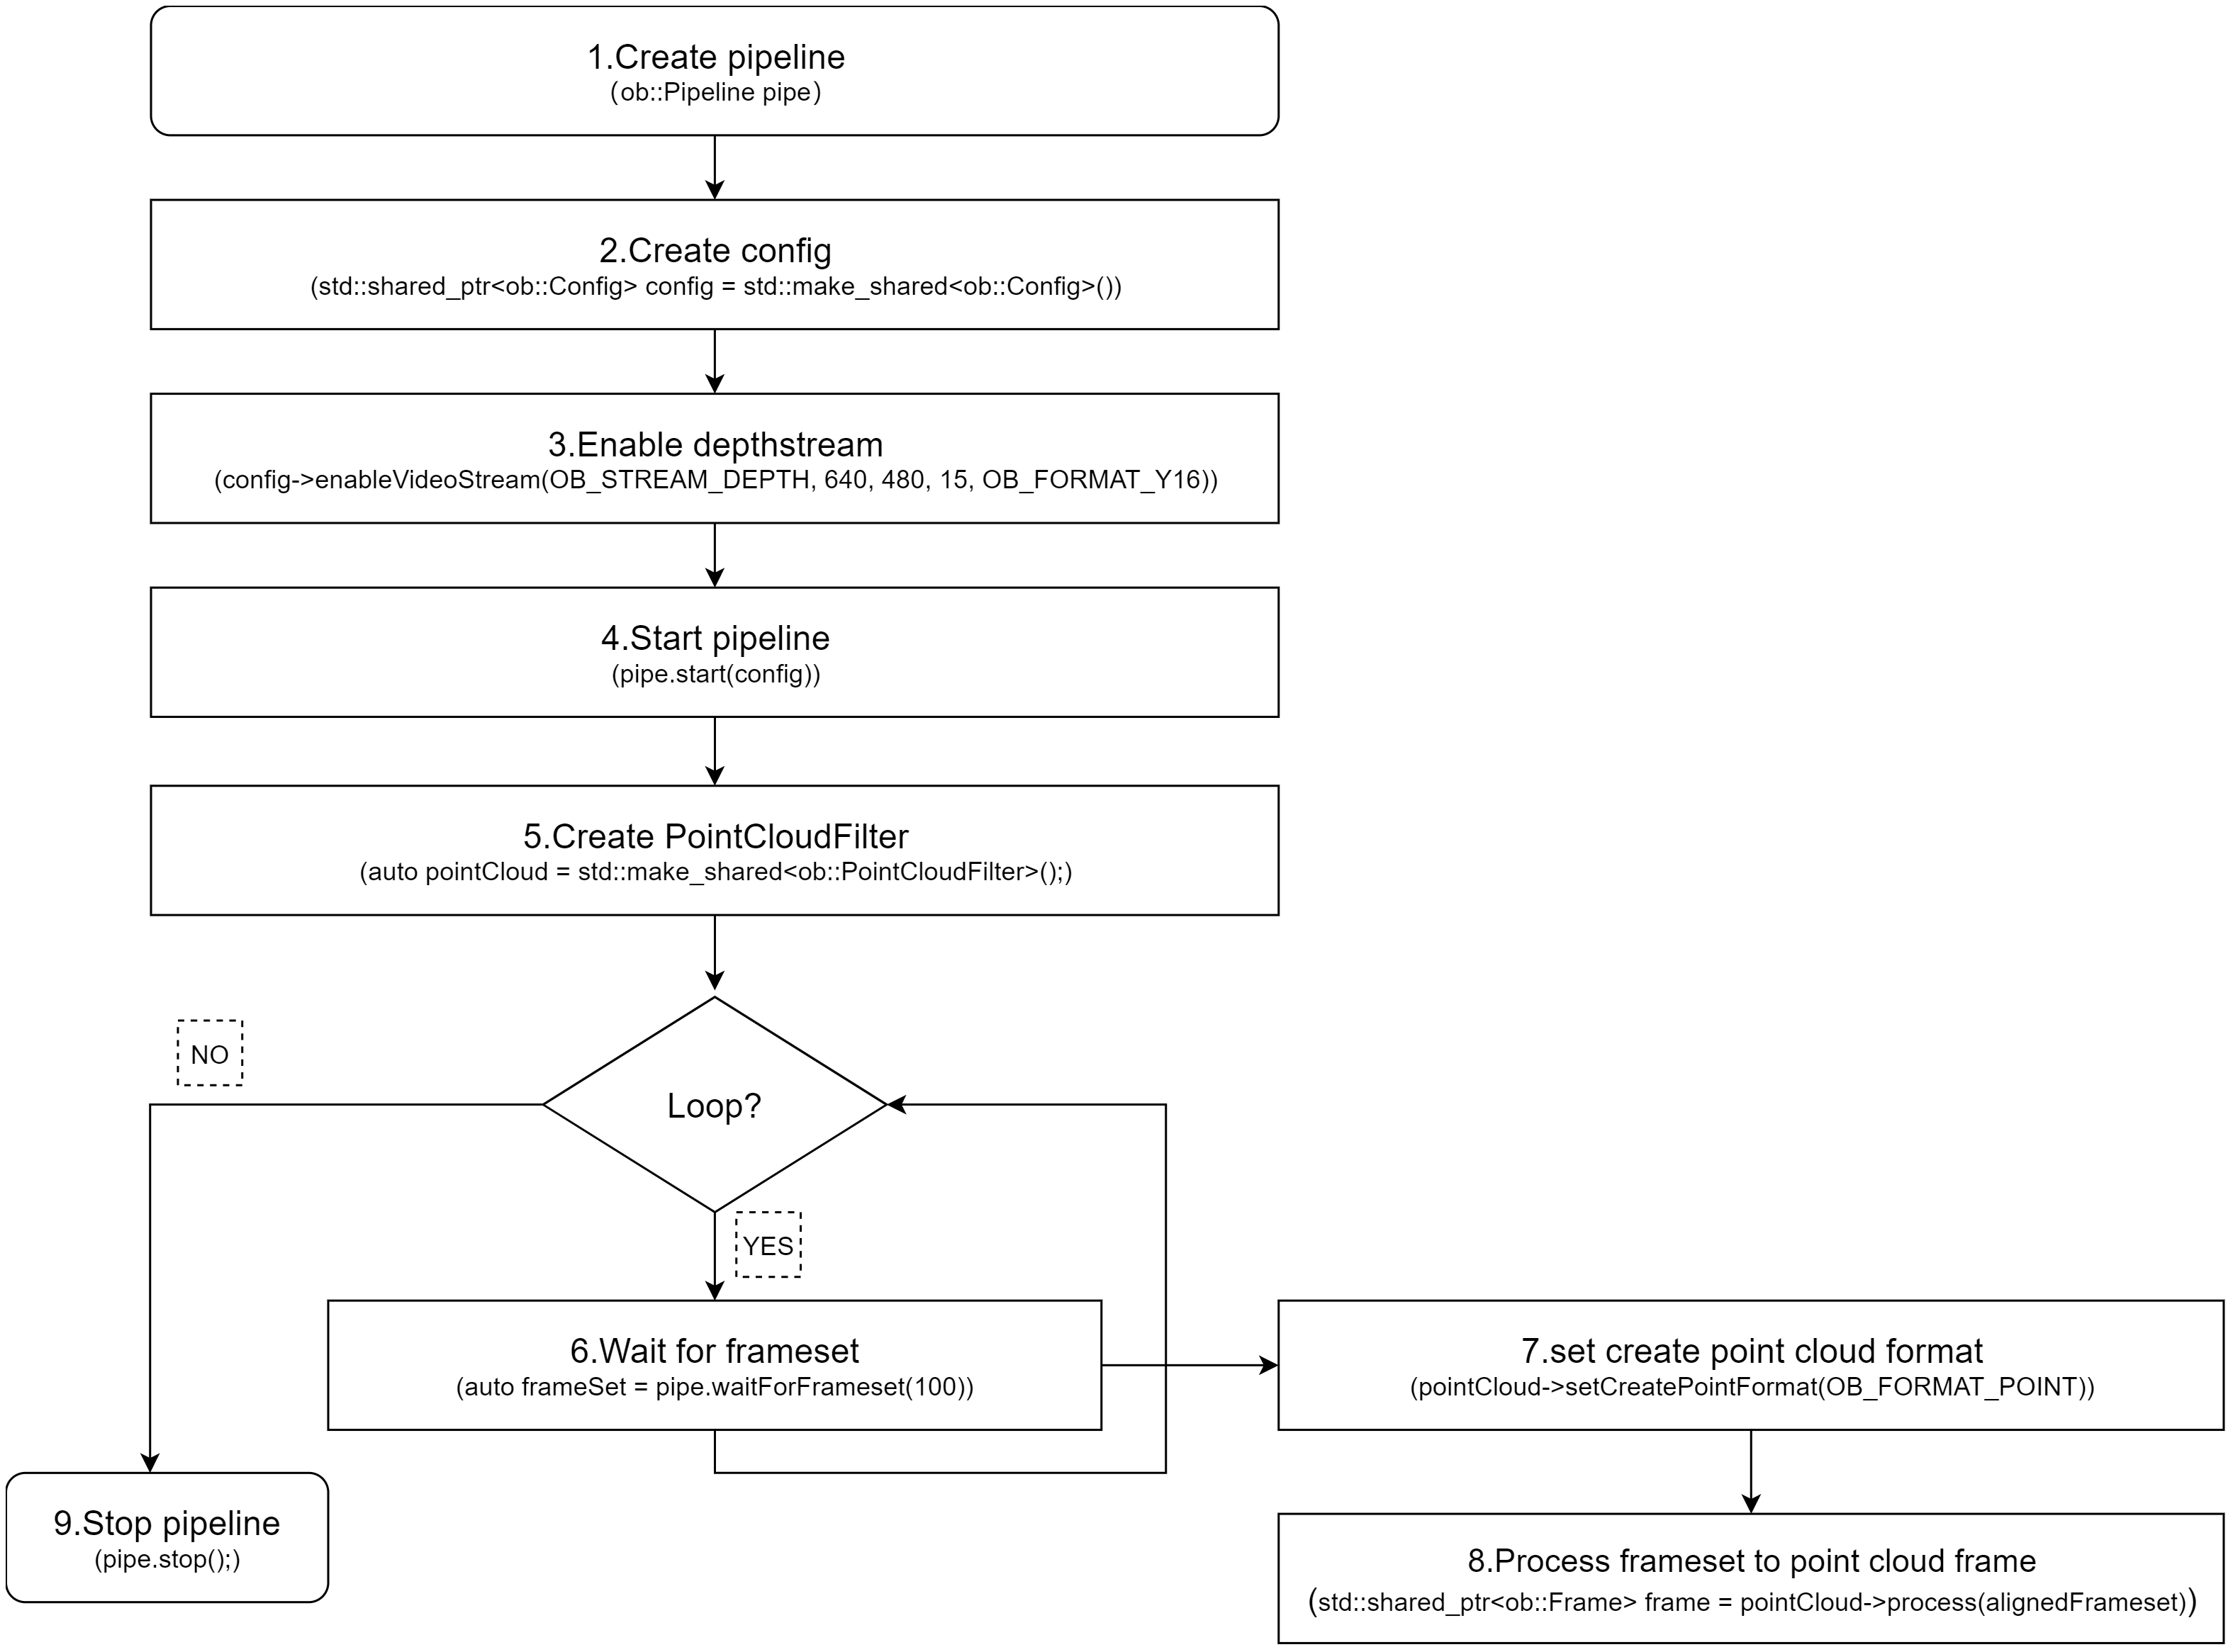 1.Create pipeline
(ob::Pipeline pipe)
2.Create config
(std::shared_ptr<ob::Config> config = std::make_shared<ob::Config>())
3.Enable depthstream
(config->enableVideoStream(OB_STREAM_DEPTH, 640, 480, 15, OB_FORMAT_Y16))
4.Start pipeline
(pipe.start(config))
5.Create PointCloudFilter
(auto pointCloud = std::make_shared<ob::PointCloudFilter>();)
NO
Loop?
YES
6.Wait for frameset
(auto frameSet = pipe.waitForFrameset(100))
7.set create point cloud format
(pointCloud->setCreatePointFormat(OB_FORMAT_POINT))
8.Process frameset to point cloud frame
(std::shared_ptr<ob::Frame> frame = pointCloud->process(alignedFrameset))
9.Stop pipeline
(pipe.stop();)